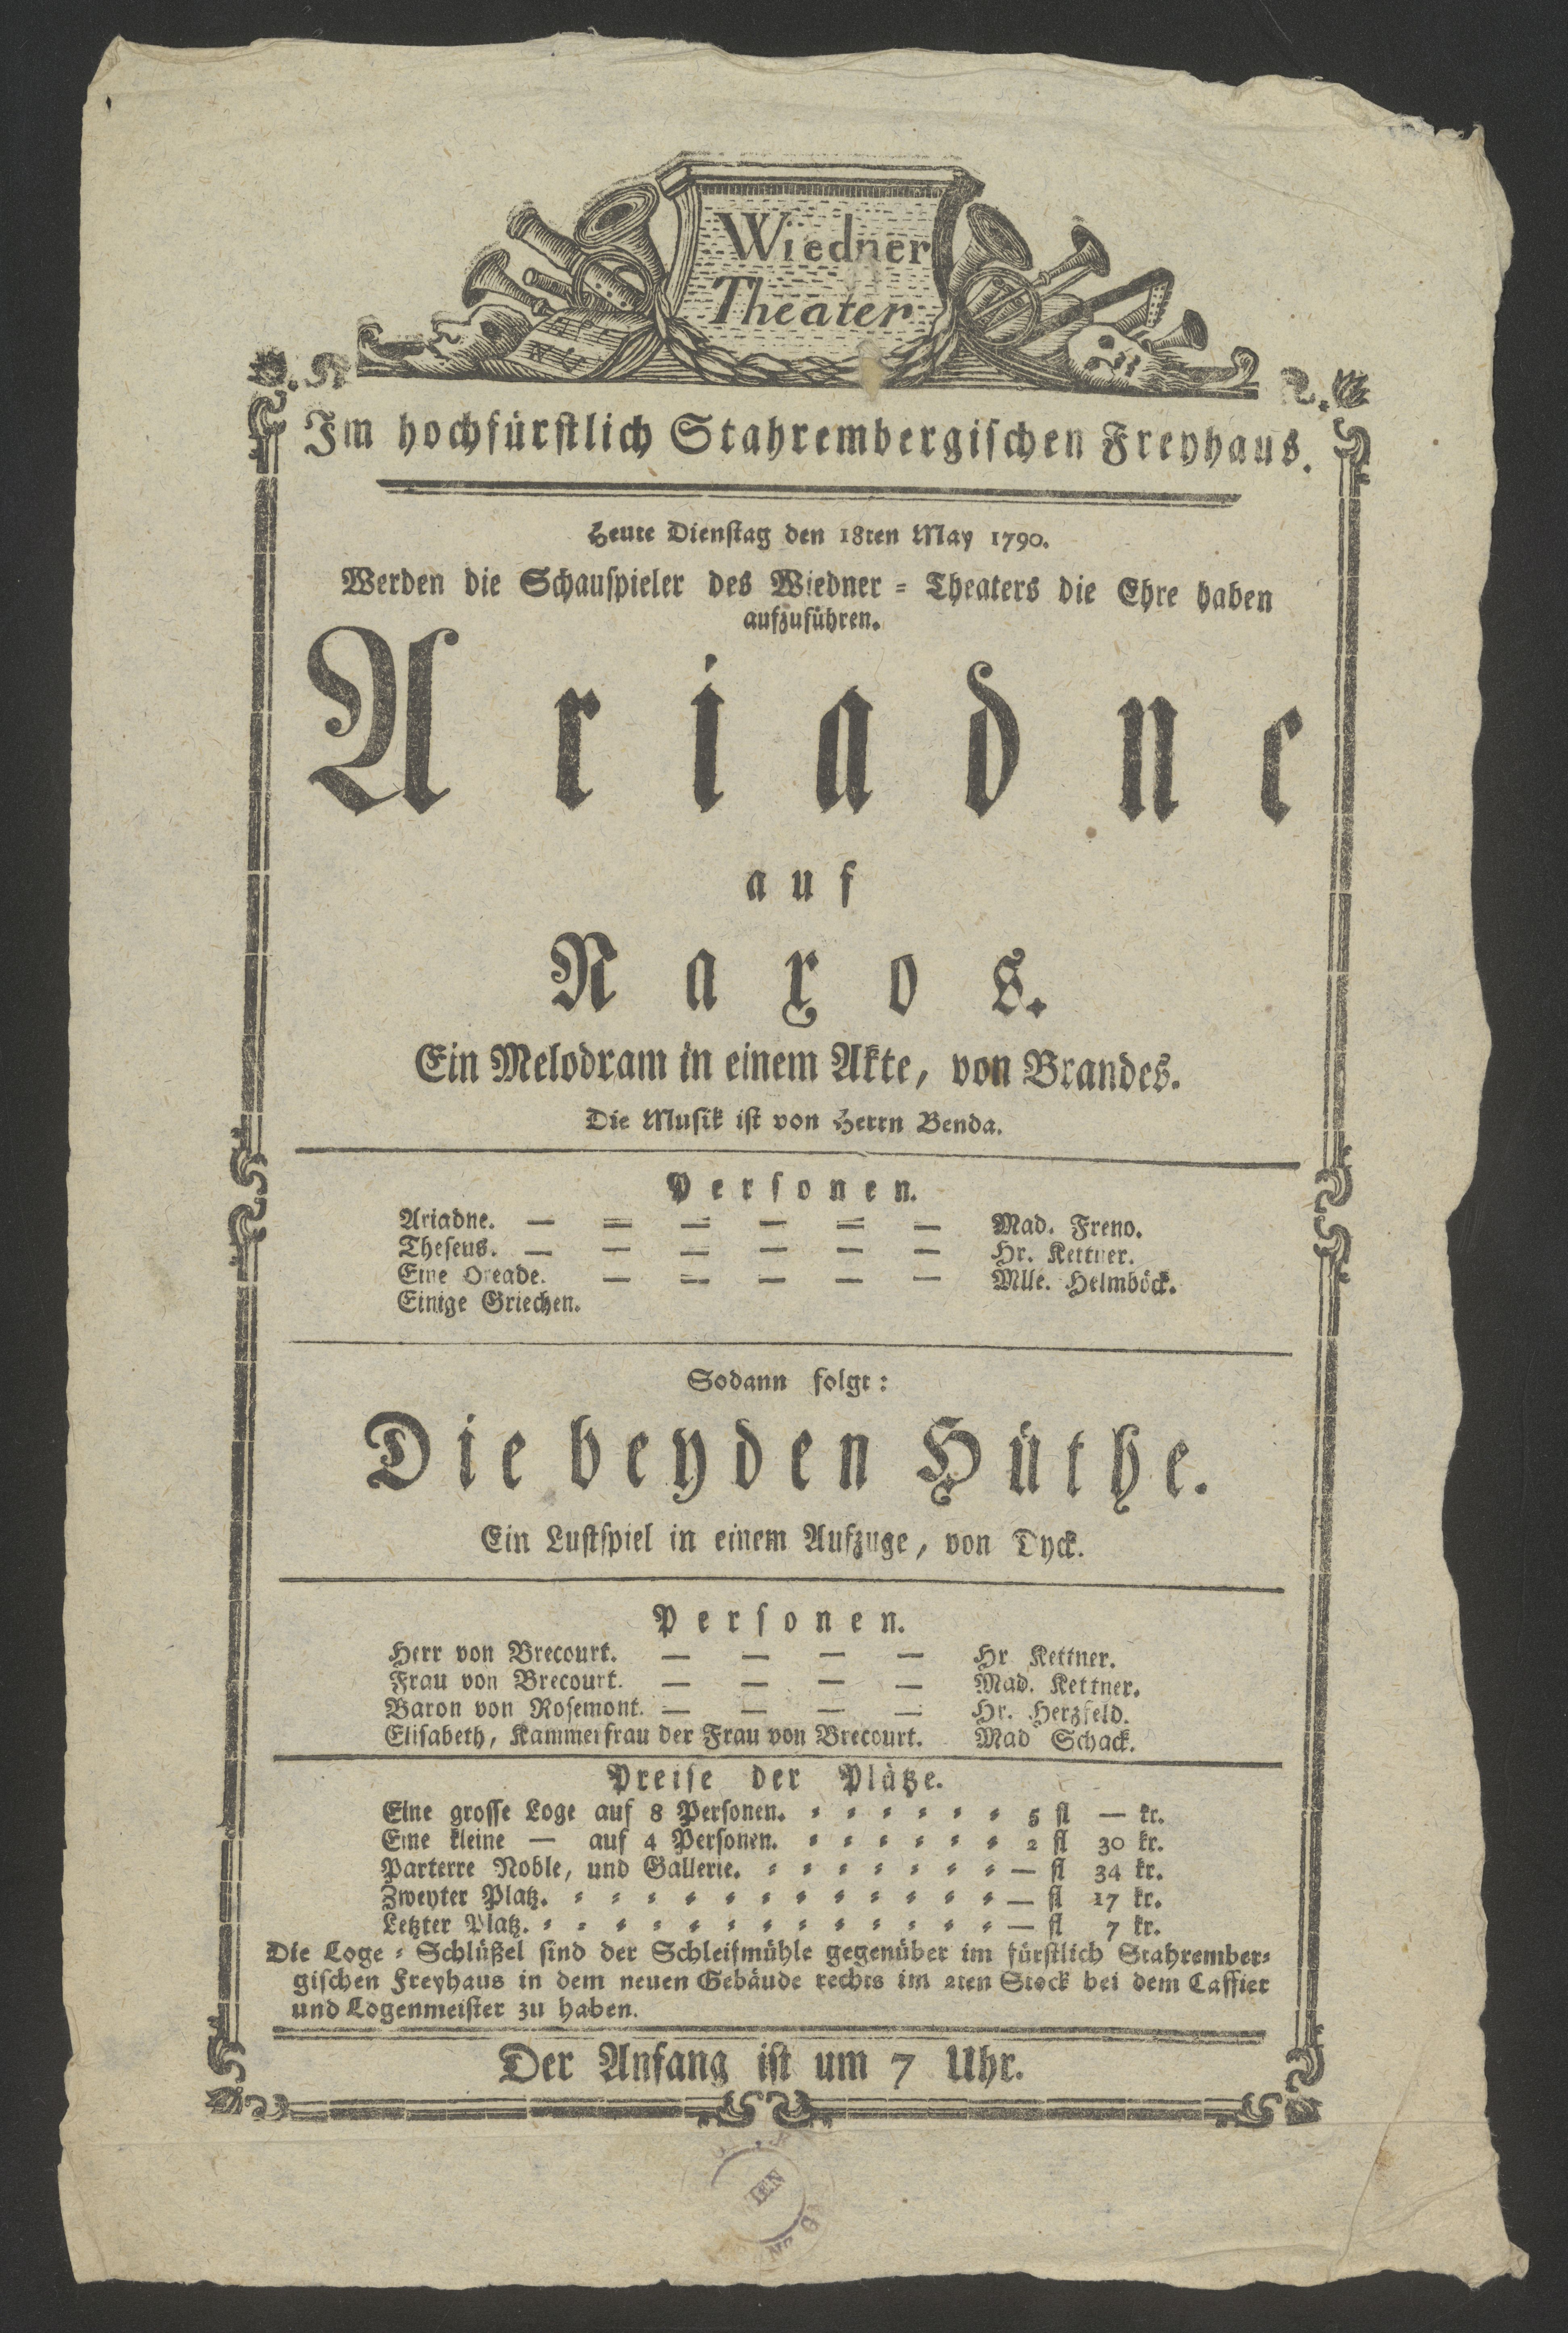 Wiedner
Theater
Im hochfürstlich Stahrembergischen Freyhaus.
Heute Dienstag den 18ten May 1790.
Werden die Schauspieler des Wiedner = Theaters die Ehre haben
aufzuführen.
Ariadne
auf
Naxos.
Ein Melodram in einem Akte, von Brandes.
Die Musik ist von Herrn Benda.
Personen.
Ariadne. — — — — — — Mad. Freno.
Theseus. — — — — — — Hr. Kettner.
Eine Oreade. — — — — — Mlle. Helmböck.
Einige Griechen.
Sodann folgt:
Die beyden Hüthe.
Ein Lustspiel in einem Aufzuge, von Dyck.
Personen.
Herr von Brecourt. — — — — Hr Kettner.
Frau von Brecourt. — — — — Mad. Kettner.
Baron von Rosemont. — — — — Hr. Herzfeld.
Elisabeth, Kammerfrau der Frau von Brecourt. Mad Schack.
Preise der Plätze.
Eine grosse Loge auf 8 Personen. = = = = = = 5 fl — kr.
Eine kleine — auf 4 Personen. = = = = = = 2 fl 30 kr.
Parterre Noble, und Gallerie. = = = = = = = — fl 34 kr.
Zweyter Platz. = = = = = = = = = = = = — fl 17 kr.
Letzter Platz. = = = = = = = = = = = = = — fl 7 kr.
Die Loge = Schlüßel sind der Schleifmühle gegenüber im fürstlich Stahrember=
gischen Freyhaus in dem neuen Gebäude rechts im 2ten Stock bei dem Cassier
und Logenmeister zu haben.
Der Anfang ist um 7 Uhr.